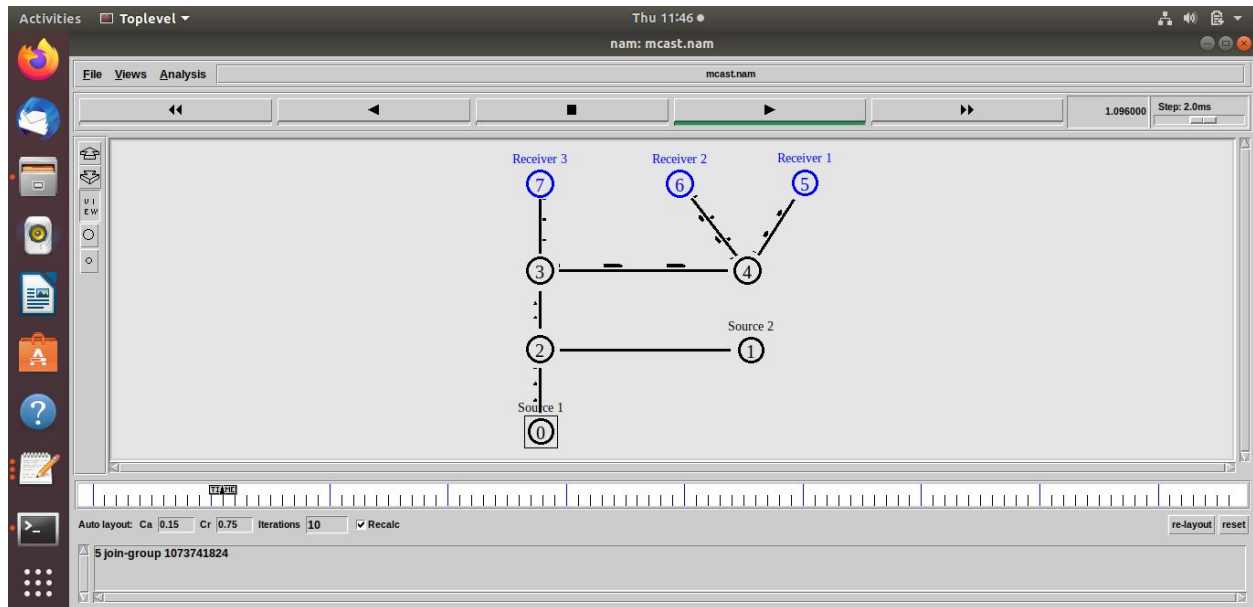 Activities Toplevel Thu 11:46
nam: mcast.nam
File Views Analysis mcast.nam
1.096000 Step: 2.0ms
VIEW
Receiver 3 Receiver 2 Receiver 1
7 6 5
3 4
Source 2
2 1
Source 1
0
TIME
Auto layout: Ca 0.15 Cr 0.75 Iterations 10 Recalc re-layout reset
5 join-group 1073741824